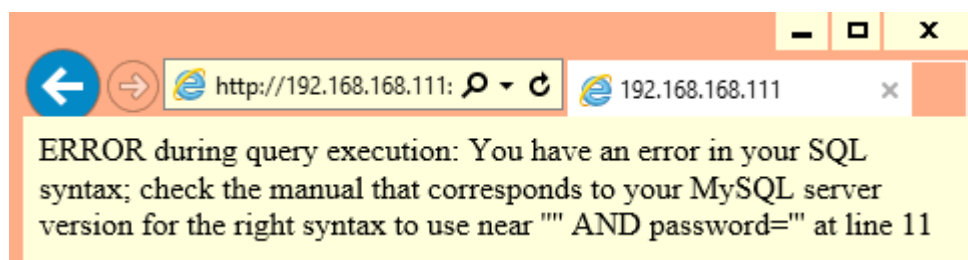 http://192.168.168.111:
192.168.168.111
ERROR during query execution: You have an error in your SQL
syntax; check the manual that corresponds to your MySQL server
version for the right syntax to use near "" AND password='" at line 11